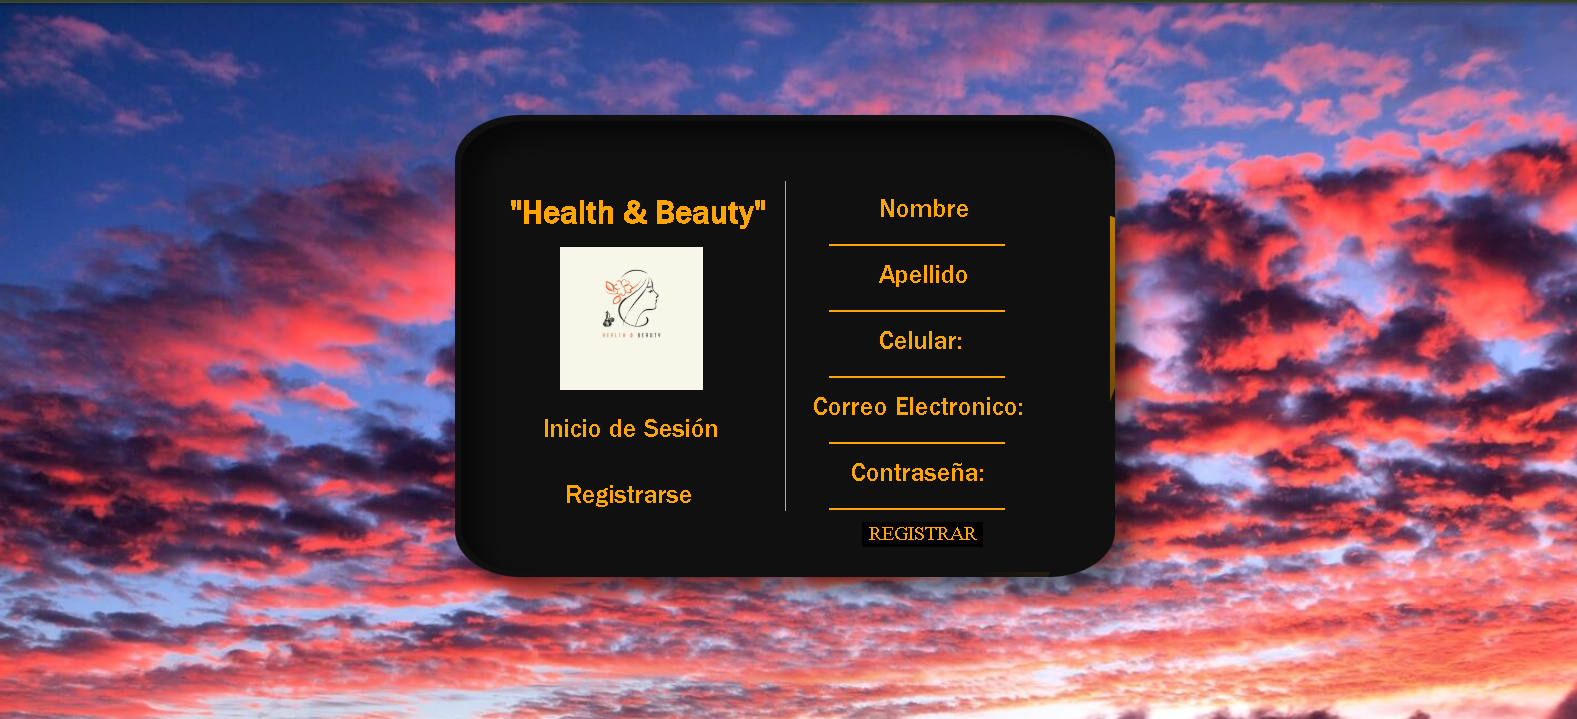 "Health & Beauty"
HEALTH & BEAUTY
Inicio de Sesión
Registrarse
Nombre
Apellido
Celular:
Correo Electronico:
Contraseña:
REGISTRAR